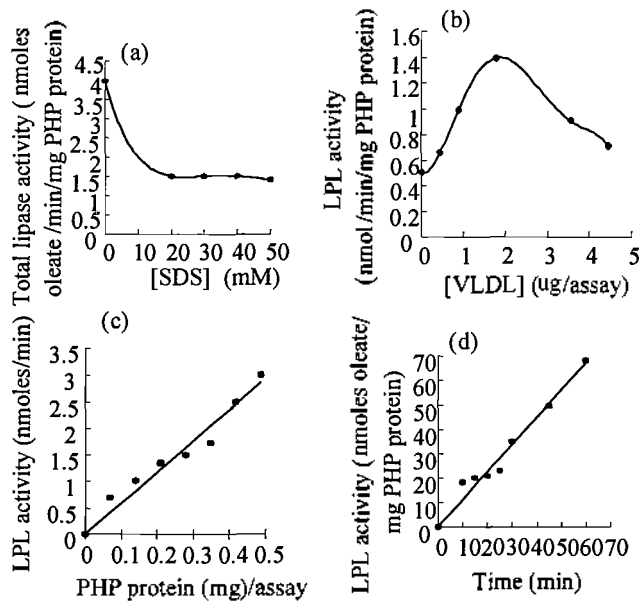 (a)
Total lipase activity ( nmoles
oleate /min/mg PHP protein)
4.5
4
3.5
3
2.5
2
1.5
1
0.5
0
0 10 20 30 40 50
[SDS] (mM)
(b)
LPL activity
(nmol /min/mg PHP protein)
1.6
1.4
1.2
1
0.8
0.6
0.4
0.2
0
0 1 2 3 4 5
[VLDL] (ug/assay)
(c)
LPL activity (nmoles/min)
3.5
3
2.5
2
1.5
1
0.5
0
0 0.1 0.2 0.3 0.4 0.5
PHP protein (mg)/assay
(d)
LPL activity (nmoles oleate/
mg PHP protein)
70
60
50
40
30
20
10
0
0 10 20 30 40 50 60 70
Time (min)